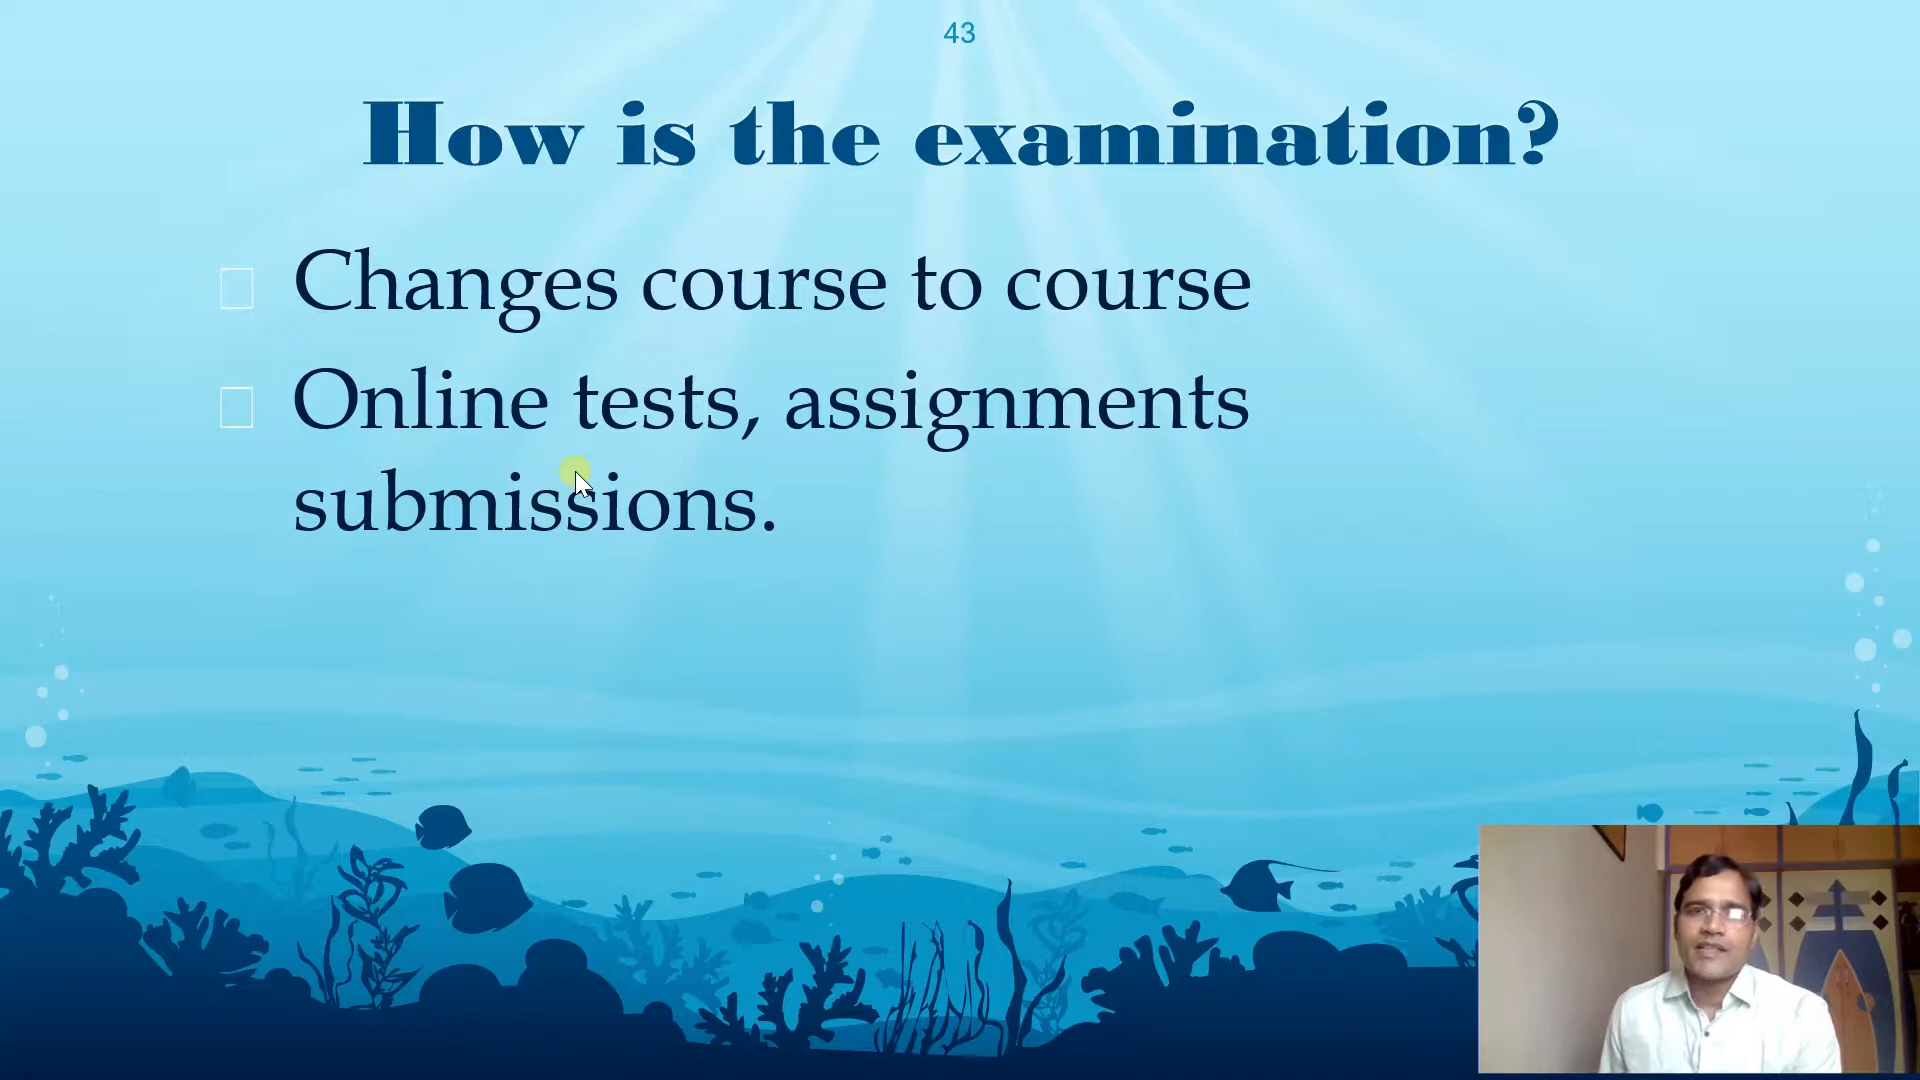 43
How is the examination?
Changes course to course
Online tests, assignments
submissions.